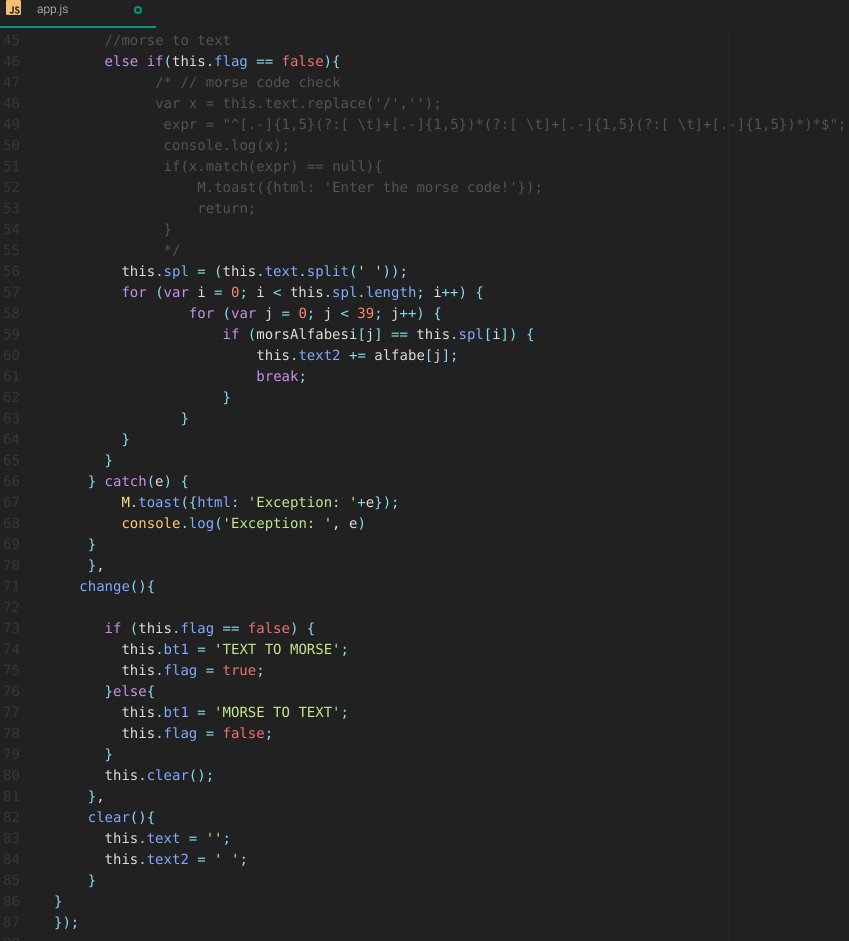 JS app.js
45 //morse to text
46 else if(this.flag == false){
47 /* // morse code check
48 var x = this.text.replace('/','');
49 expr = "^[.-]{1,5}(?:[ \t]+[.-]{1,5})*(?:[ \t]+[.-]{1,5}(?:[ \t]+[.-]{1,5})*)*$";
50 console.log(x);
51 if(x.match(expr) == null){
52 M.toast({html: 'Enter the morse code!'});
53 return;
54 }
55 */
56 this.spl = (this.text.split(' '));
57 for (var i = 0; i < this.spl.length; i++) {
58 for (var j = 0; j < 39; j++) {
59 if (morsAlfabesi[j] == this.spl[i]) {
60 this.text2 += alfabe[j];
61 break;
62 }
63 }
64 }
65 }
66 } catch(e) {
67 M.toast({html: 'Exception: '+e});
68 console.log('Exception: ', e)
69 }
70 },
71 change(){
72
73 if (this.flag == false) {
74 this.bt1 = 'TEXT TO MORSE';
75 this.flag = true;
76 }else{
77 this.bt1 = 'MORSE TO TEXT';
78 this.flag = false;
79 }
80 this.clear();
81 },
82 clear(){
83 this.text = '';
84 this.text2 = ' ';
85 }
86 }
87 });